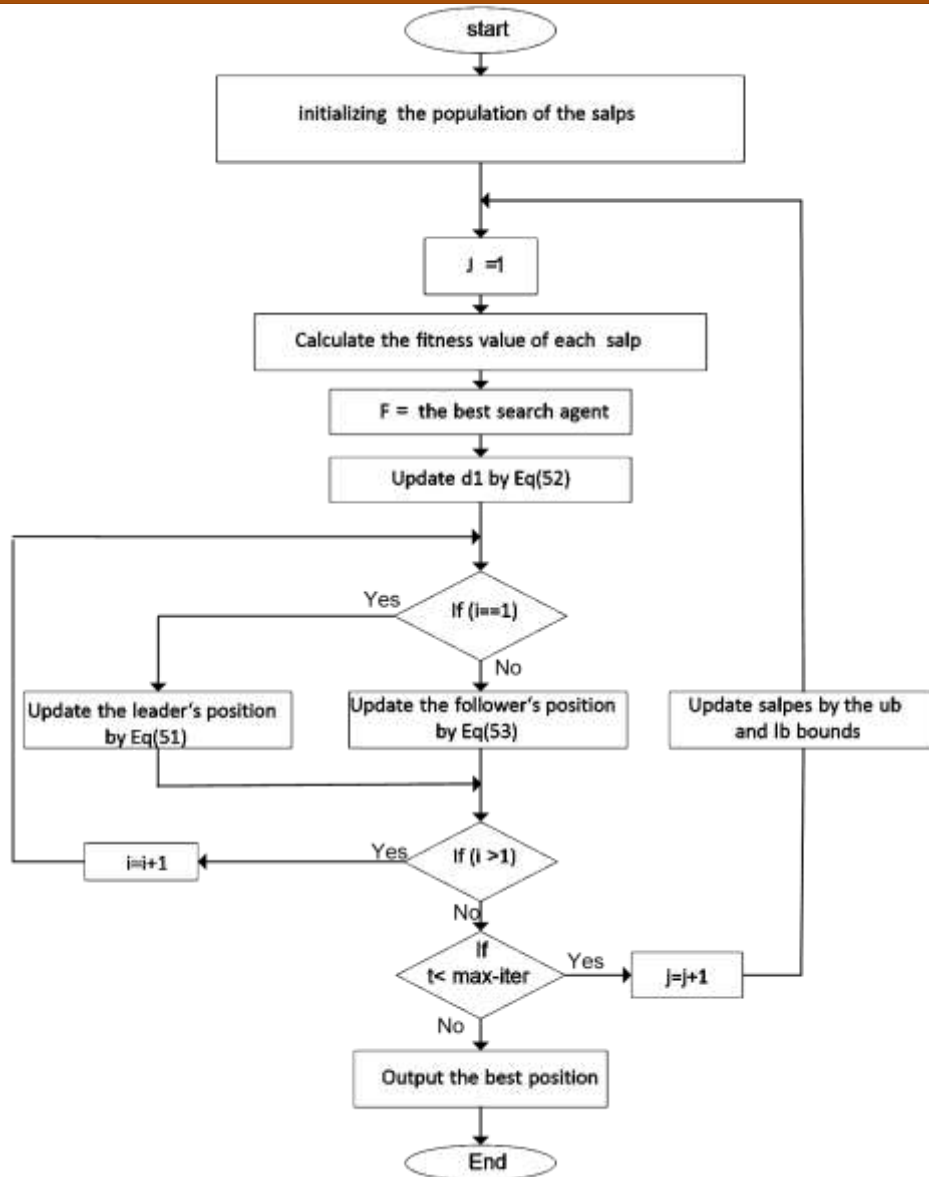 start
initializing the population of the salps
J =1
Calculate the fitness value of each salp
F = the best search agent
Update d1 by Eq(52)
Yes
If (i==1)
No
Update the leader's position
by Eq(51)
Update the follower's position
by Eq(53)
Update salpes by the ub
and lb bounds
i=i+1
Yes
If (i >1)
No
If
t< max-iter
Yes
j=j+1
No
Output the best position
End